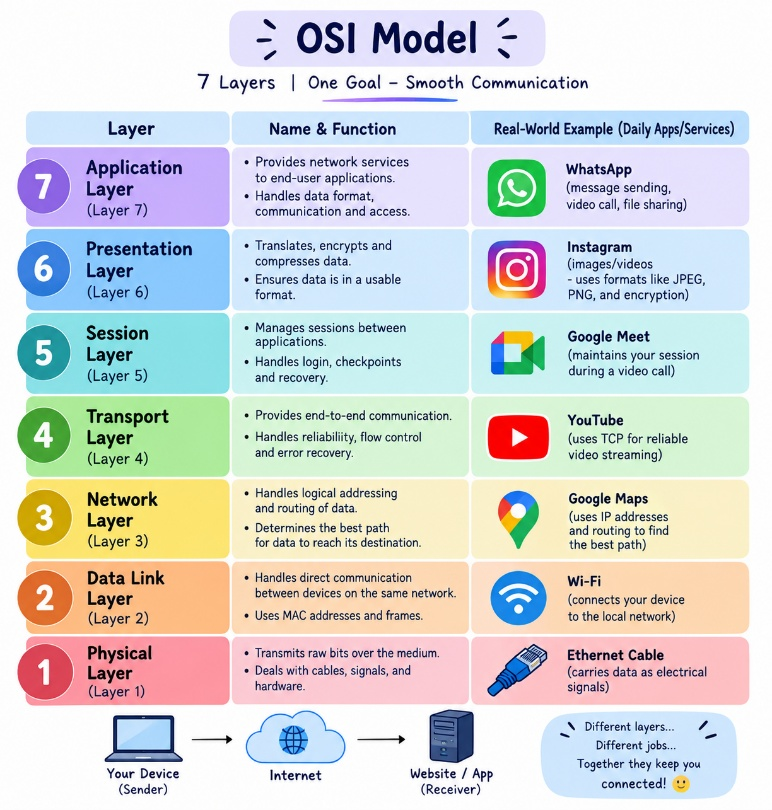 OSI Model
7 Layers | One Goal – Smooth Communication
Layer
Name & Function
Real-World Example (Daily Apps/Services)
7
Application
Layer
(Layer 7)
• Provides network services
to end-user applications.
• Handles data format,
communication and access.
WhatsApp
(message sending,
video call, file sharing)
6
Presentation
Layer
(Layer 6)
• Translates, encrypts and
compresses data.
• Ensures data is in a usable
format.
Instagram
(images/videos
- uses formats like JPEG,
PNG, and encryption)
5
Session
Layer
(Layer 5)
• Manages sessions between
applications.
• Handles login, checkpoints
and recovery.
Google Meet
(maintains your session
during a video call)
4
Transport
Layer
(Layer 4)
• Provides end-to-end communication.
• Handles reliability, flow control
and error recovery.
YouTube
(uses TCP for reliable
video streaming)
3
Network
Layer
(Layer 3)
• Handles logical addressing
and routing of data.
• Determines the best path
for data to reach its destination.
Google Maps
(uses IP addresses
and routing to find
the best path)
2
Data Link
Layer
(Layer 2)
• Handles direct communication
between devices on the same network.
• Uses MAC addresses and frames.
Wi-Fi
(connects your device
to the local network)
1
Physical
Layer
(Layer 1)
• Transmits raw bits over the medium.
• Deals with cables, signals, and
hardware.
Ethernet Cable
(carries data as electrical
signals)
Your Device
(Sender)
Internet
Website / App
(Receiver)
Different layers...
Different jobs...
Together they keep you
connected! 🙂